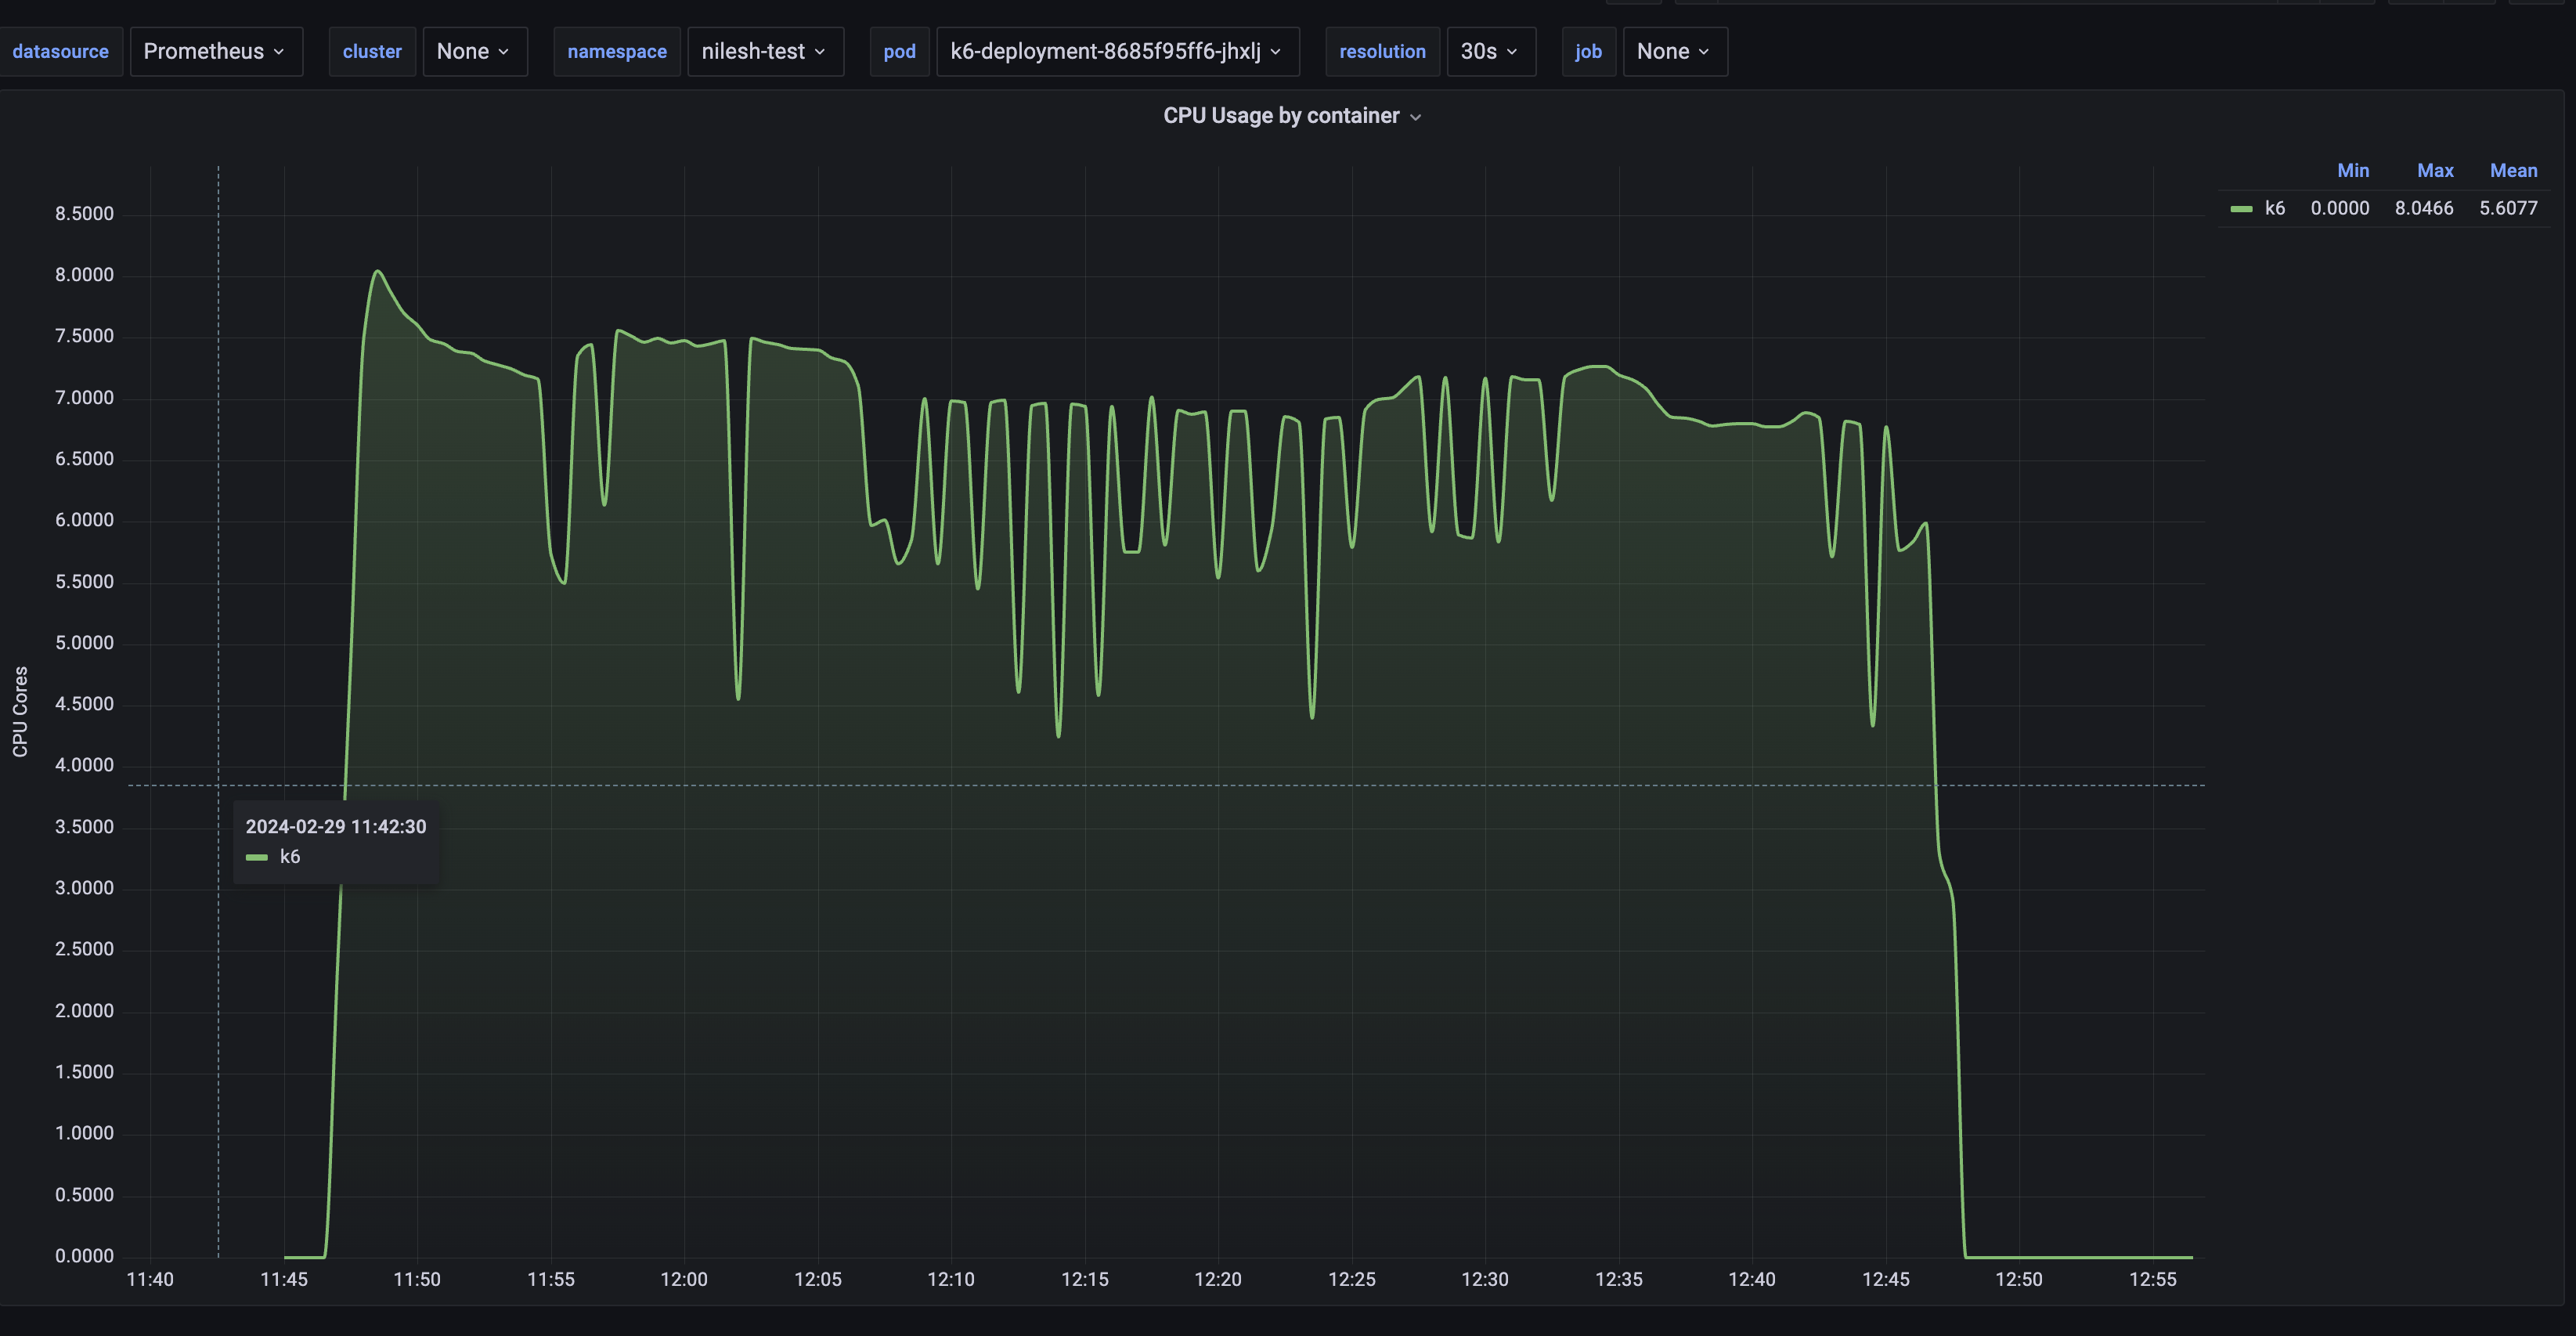 datasource Prometheus cluster None namespace nilesh-test pod k6-deployment-8685f95ff6-jhxlj resolution 30s job None
CPU Usage by container
Min Max Mean
k6 0.0000 8.0466 5.6077
8.5000
8.0000
7.5000
7.0000
6.5000
6.0000
5.5000
5.0000
4.5000
4.0000
3.5000
3.0000
2.5000
2.0000
1.5000
1.0000
0.5000
0.0000
CPU Cores
2024-02-29 11:42:30
k6
11:40 11:45 11:50 11:55 12:00 12:05 12:10 12:15 12:20 12:25 12:30 12:35 12:40 12:45 12:50 12:55